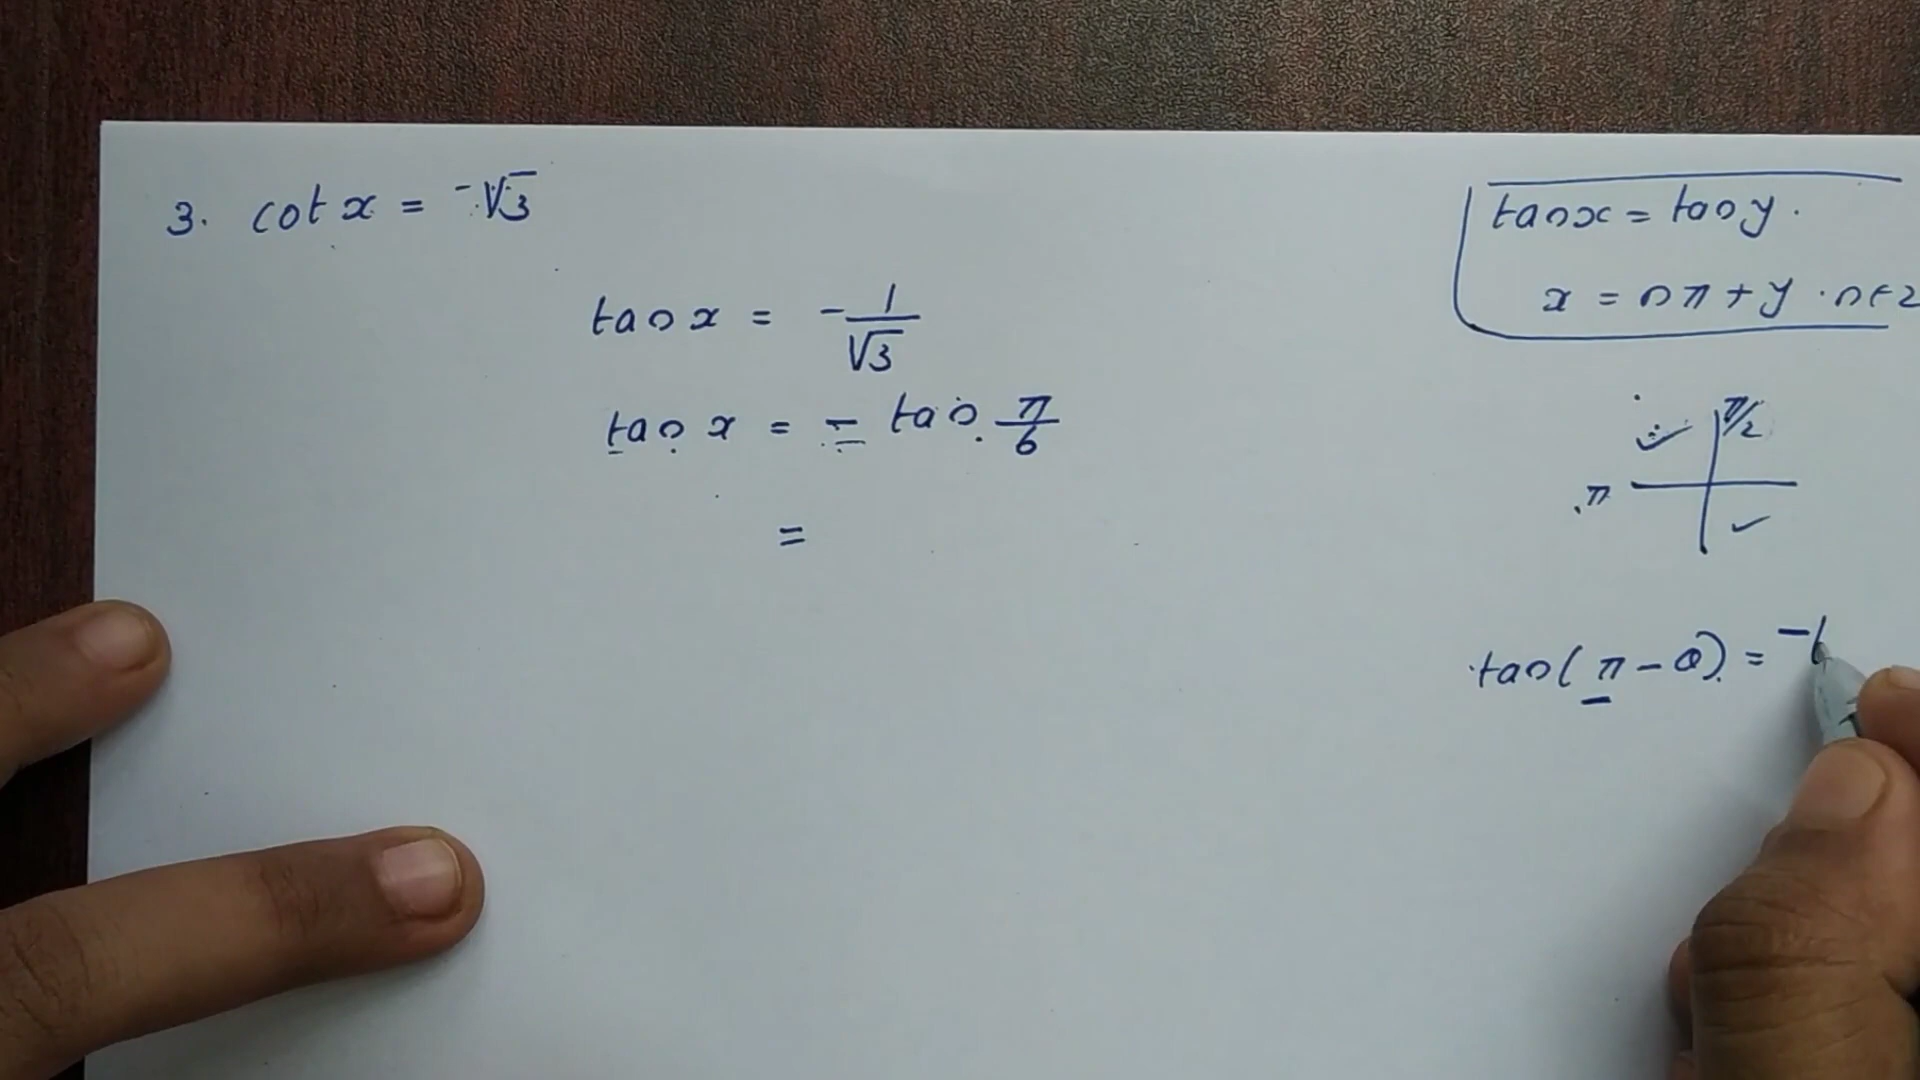 3. cot x = -√3
tan x = -1/√3
tan x = - tan π/6
=
tan x = tan y.
x = nπ + y . n∈Z
π/2
π
tan(π - θ) = -t